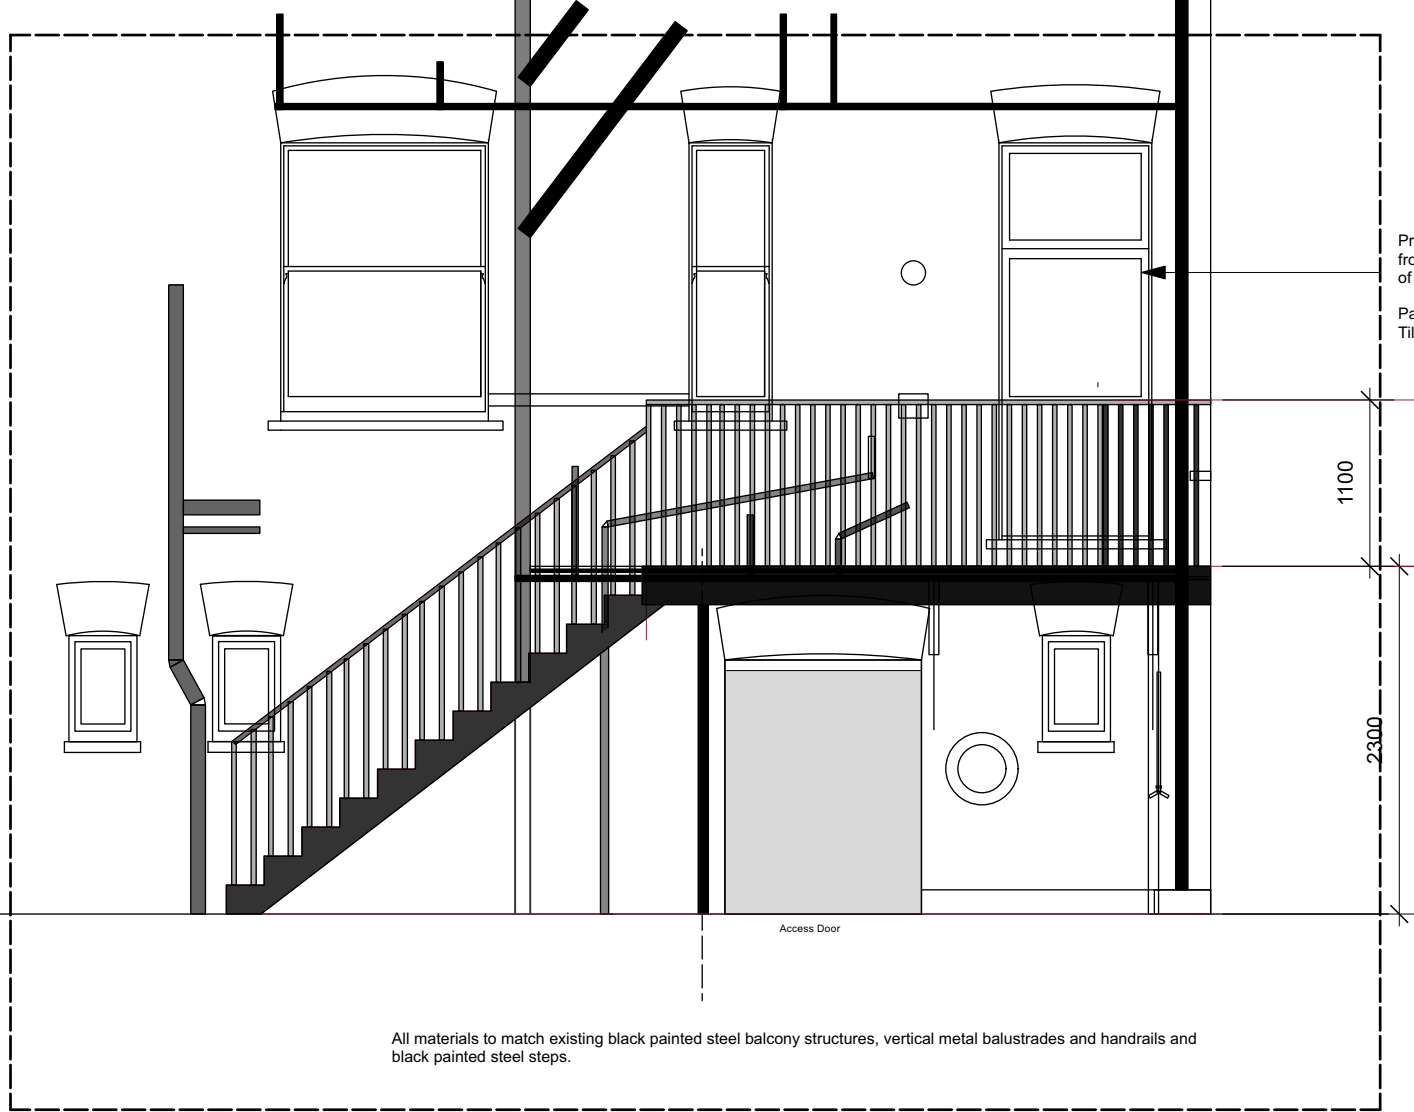 of
1100
2300
Access Door
All materials to match existing black painted steel balcony structures, vertical metal balustrades and handrails and
black painted steel steps.